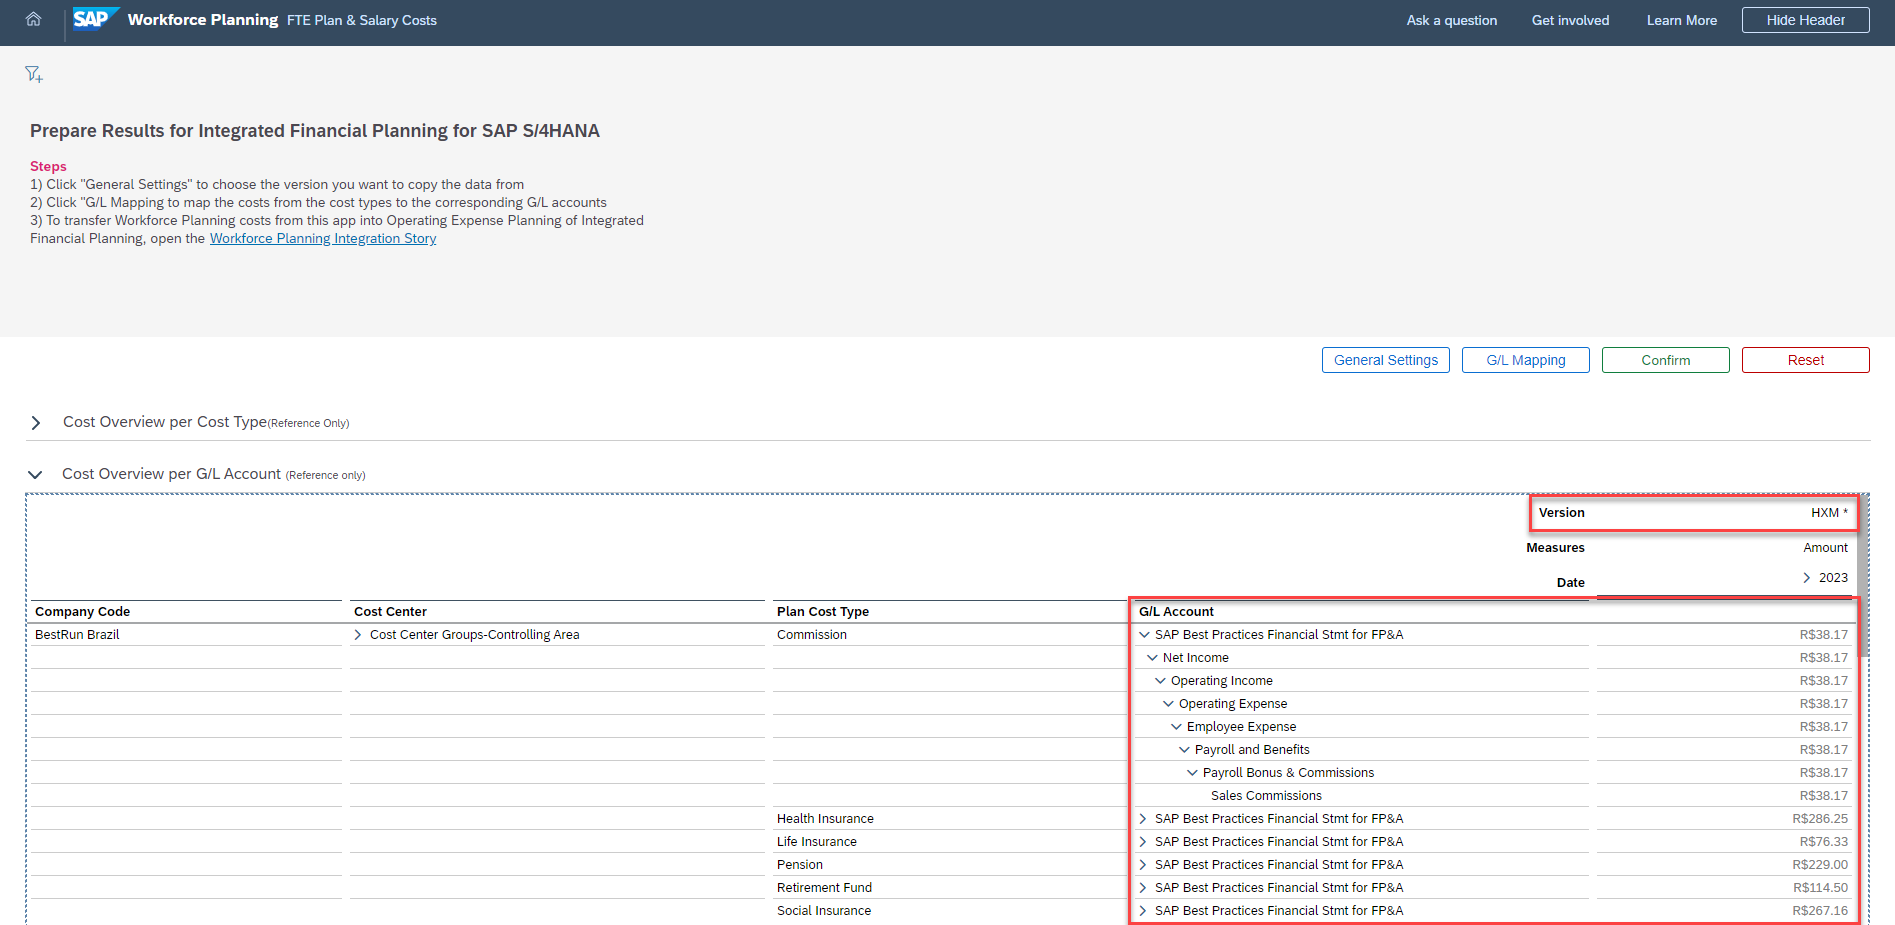 SAP Workforce Planning FTE Plan & Salary Costs Ask a question Get involved Learn More Hide Header
Prepare Results for Integrated Financial Planning for SAP S/4HANA
Steps
1) Click "General Settings" to choose the version you want to copy the data from
2) Click "G/L Mapping to map the costs from the cost types to the corresponding G/L accounts
3) To transfer Workforce Planning costs from this app into Operating Expense Planning of Integrated
Financial Planning, open the Workforce Planning Integration Story
General Settings G/L Mapping Confirm Reset
Cost Overview per Cost Type(Reference Only)
Cost Overview per G/L Account (Reference only)
Version HXM *
Measures Amount
Date 2023
Company Code Cost Center Plan Cost Type G/L Account
BestRun Brazil Cost Center Groups-Controlling Area Commission SAP Best Practices Financial Stmt for FP&A R$38.17
Net Income R$38.17
Operating Income R$38.17
Operating Expense R$38.17
Employee Expense R$38.17
Payroll and Benefits R$38.17
Payroll Bonus & Commissions R$38.17
Sales Commissions R$38.17
Health Insurance SAP Best Practices Financial Stmt for FP&A R$286.25
Life Insurance SAP Best Practices Financial Stmt for FP&A R$76.33
Pension SAP Best Practices Financial Stmt for FP&A R$229.00
Retirement Fund SAP Best Practices Financial Stmt for FP&A R$114.50
Social Insurance SAP Best Practices Financial Stmt for FP&A R$267.16